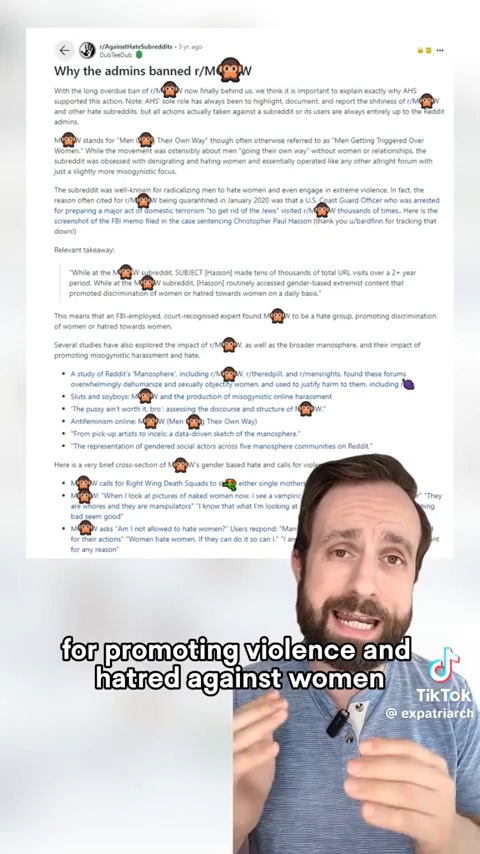 r/AgainstHateSubreddits • 3 yr. ago
DubTeeDub
Why the admins banned r/M W
With the long overdue ban of r/M W now finally behind us, we think it is important to explain exactly why AHS
supported this action. Note: AHS' sole role has always been to highlight, document, and report the shitiness of r/M W
and other hate subreddits, but all actions actually taken against a subreddit or its users are always entirely up to the Reddit
admins.
M W stands for "Men G Their Own Way" though often otherwise referred to as "Men Getting Triggered Over
Women." While the movement was ostensibly about men "going their own way" without women or relationships, the
subreddit was obsessed with denigrating and hating women and essentially operated like any other altright forum with
just a slightly more misogynistic focus.
The subreddit was well-known for radicalizing men to hate women and even engage in extreme violence. In fact, the
reason often cited for r/M W being quarantined in January 2020 was that a U.S. Coast Guard Officer who was arrested
for preparing a major act of domestic terrorism "to get rid of the Jews" visited r/M W thousands of times,. Here is the
screenshot of the FBI memo filed in the case sentencing Christopher Paul Hasson (thank you u/bardfinn for tracking that
down!)
Relevant takeaway:
"While at the M W subreddit, SUBJECT [Hasson] made tens of thousands of total URL visits over a 2+ year
period. While at the M W subreddit, [Hasson] routinely accessed gender-based extremist content that
promoted discrimination of women or hatred towards women on a daily basis."
This means that an FBI-employed, court-recognised expert found M W to be a hate group, promoting discrimination
of women or hatred towards women.
Several studies have also explored the impact of r/M W, as well as the broader manosphere, and their impact of
promoting misogynistic harassment and hate.
• A study of Reddit's 'Manosphere', including r/M W, r/theredpill, and r/mensrights, found these forums
overwhelmingly dehumanize and sexually objectify women, and used to justify harm to them, including
• Sluts and soyboys: M W and the production of misogynistic online harassment
• 'The pussy ain't worth it, bro': assessing the discourse and structure of M W."
• Antifeminism online: M W (Men G Their Own Way)
• "From pick-up artists to incels: a data-driven sketch of the manosphere."
• "The representation of gendered social actors across five manosphere communities on Reddit."
Here is a very brief cross-section of M W's gender based hate and calls for
• M W calls for Right Wing Death Squads to either single mothers
• M W: "When I look at pictures of naked women now, I see a vampiric, "They
are whores and they are manipulators" "I know that what I'm looking at
bad seem good"
• M W asks "Am I not allowed to hate women?" Users respond:
for their actions" "Women hate women. If they can do it so can I."
for any reason"
for promoting violence and
hatred against women
TikTok
@ expatriarch